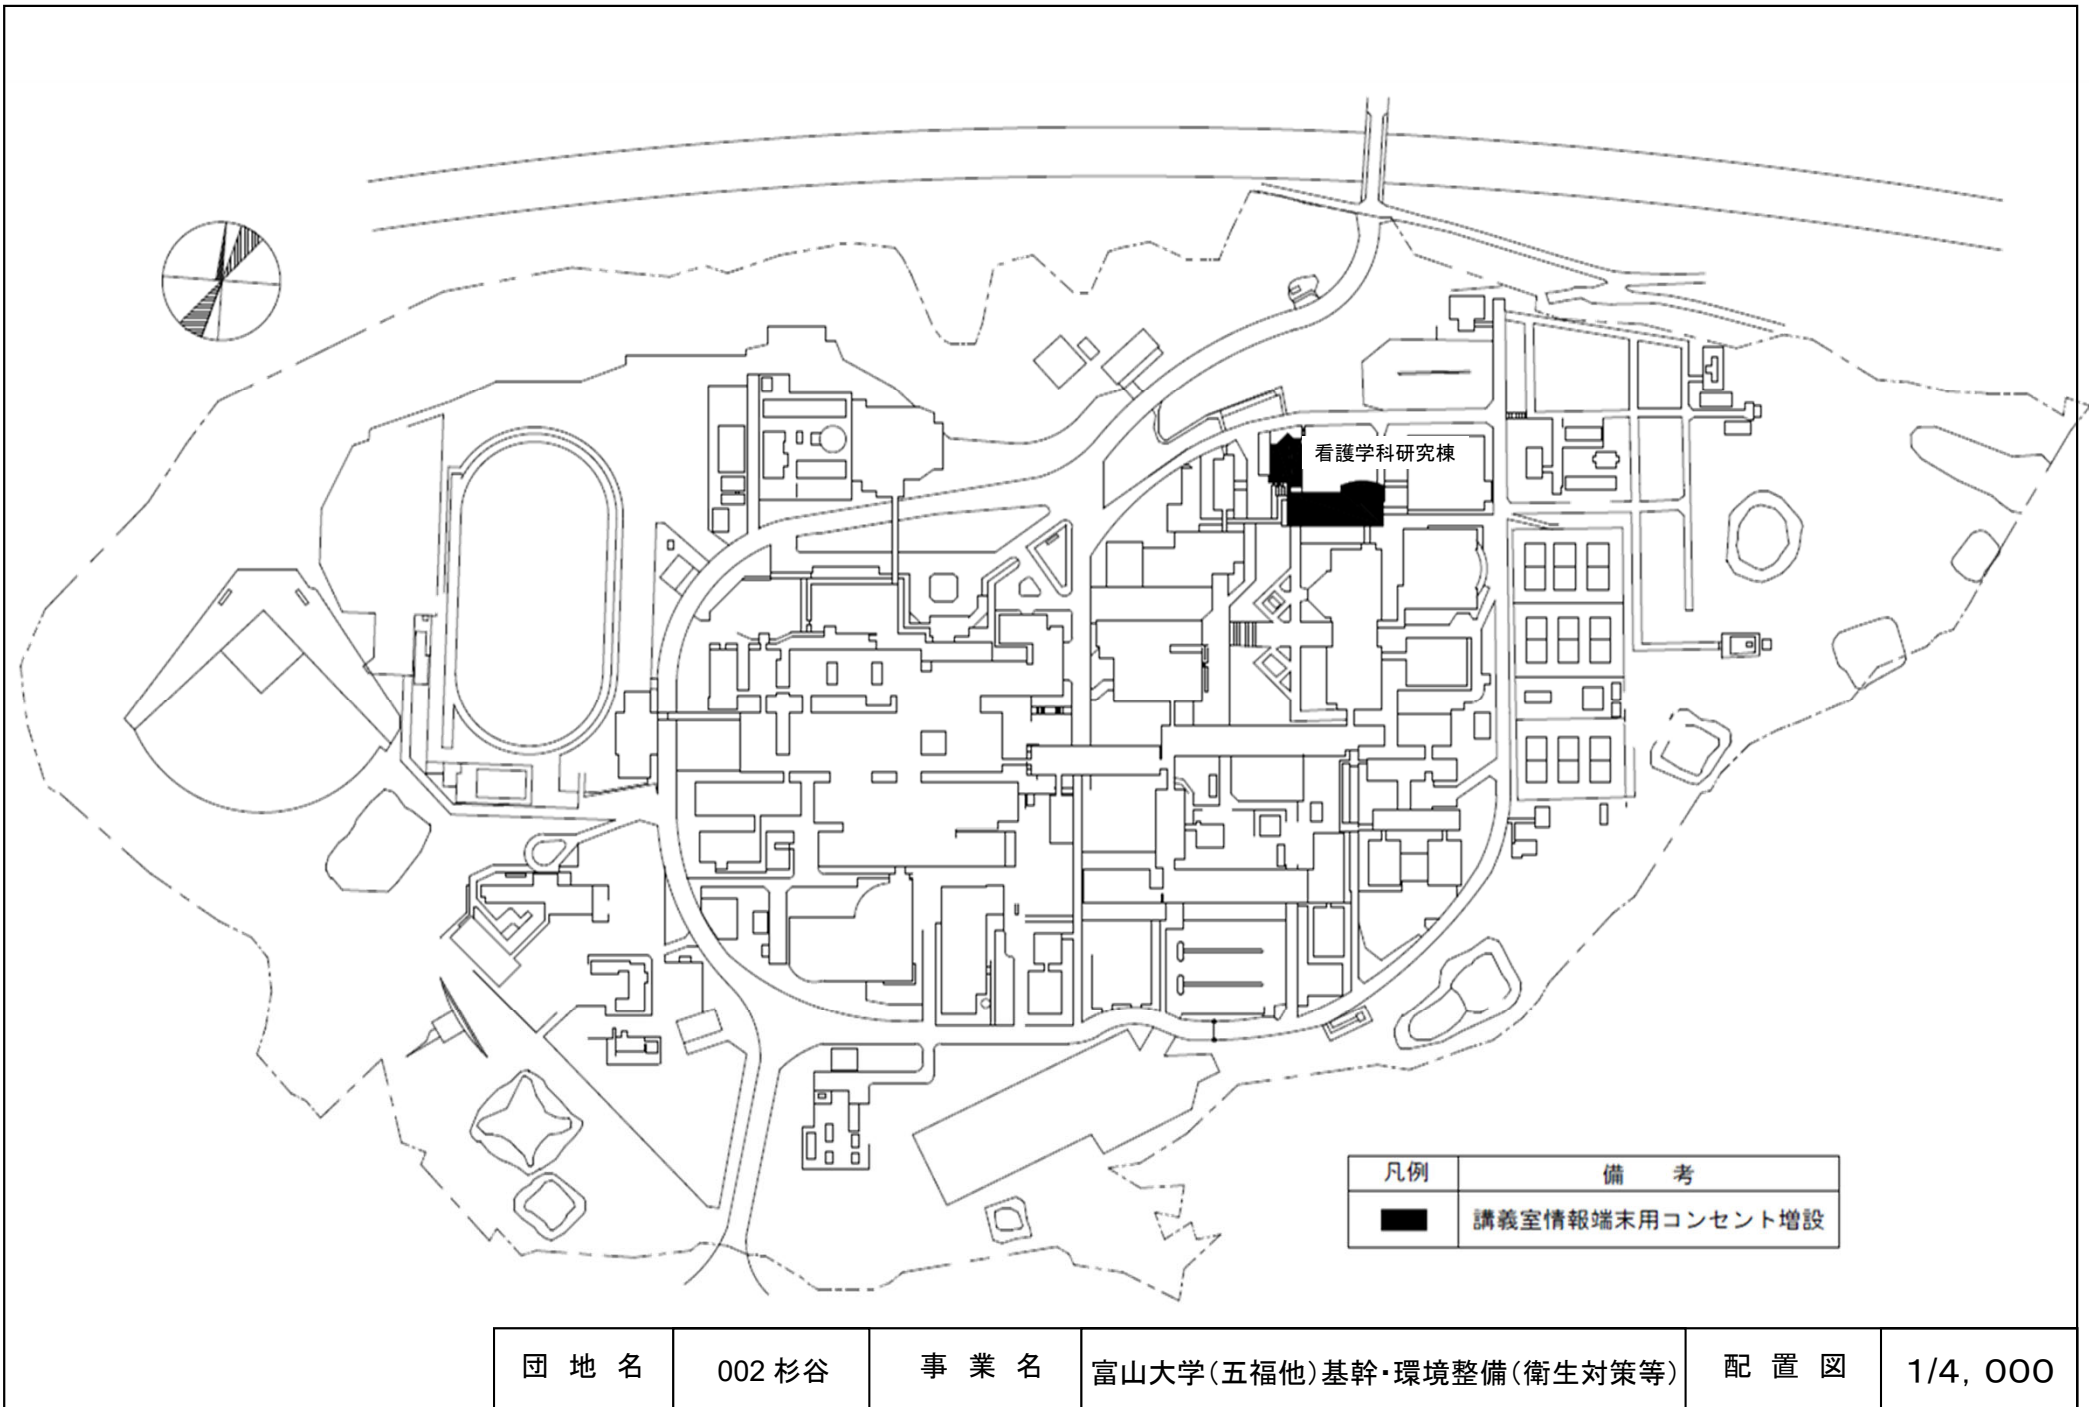 看護学科研究棟
凡例 備 考
講義室情報端末用コンセント増設
団 地 名 002 杉谷 事 業 名 富山大学(五福他)基幹・環境整備(衛生対策等) 配 置 図 1/4, 000